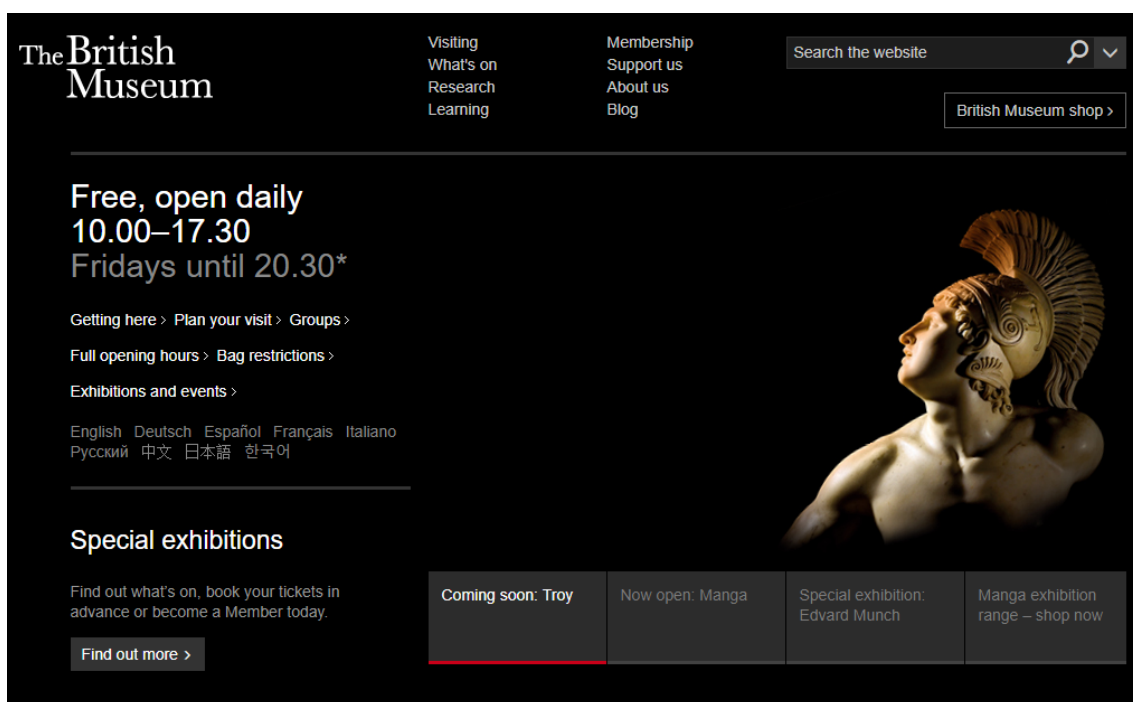 The British
Museum
Visiting
What's on
Research
Learning
Membership
Support us
About us
Blog
Search the website
British Museum shop ›
Free, open daily
10.00–17.30
Fridays until 20.30*
Getting here › Plan your visit › Groups ›
Full opening hours › Bag restrictions ›
Exhibitions and events ›
English Deutsch Español Français Italiano
Русский 中文 日本語 한국어
Special exhibitions
Find out what's on, book your tickets in
advance or become a Member today.
Find out more ›
Coming soon: Troy
Now open: Manga
Special exhibition:
Edvard Munch
Manga exhibition
range – shop now